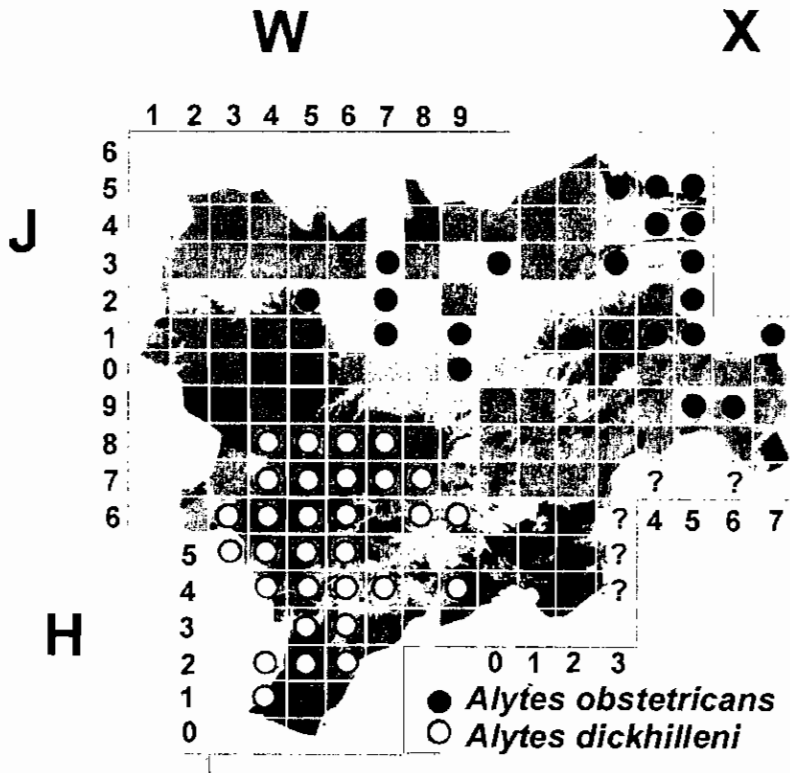 W X
1 2 3 4 5 6 7 8 9
6
5
J
4
3
2
1
0
9
8
7 ? ?
6 ? 4 5 6 7
5 ?
4 ?
H
3
2 0 1 2 3
1 Alytes obstetricans
0 Alytes dickhilleni